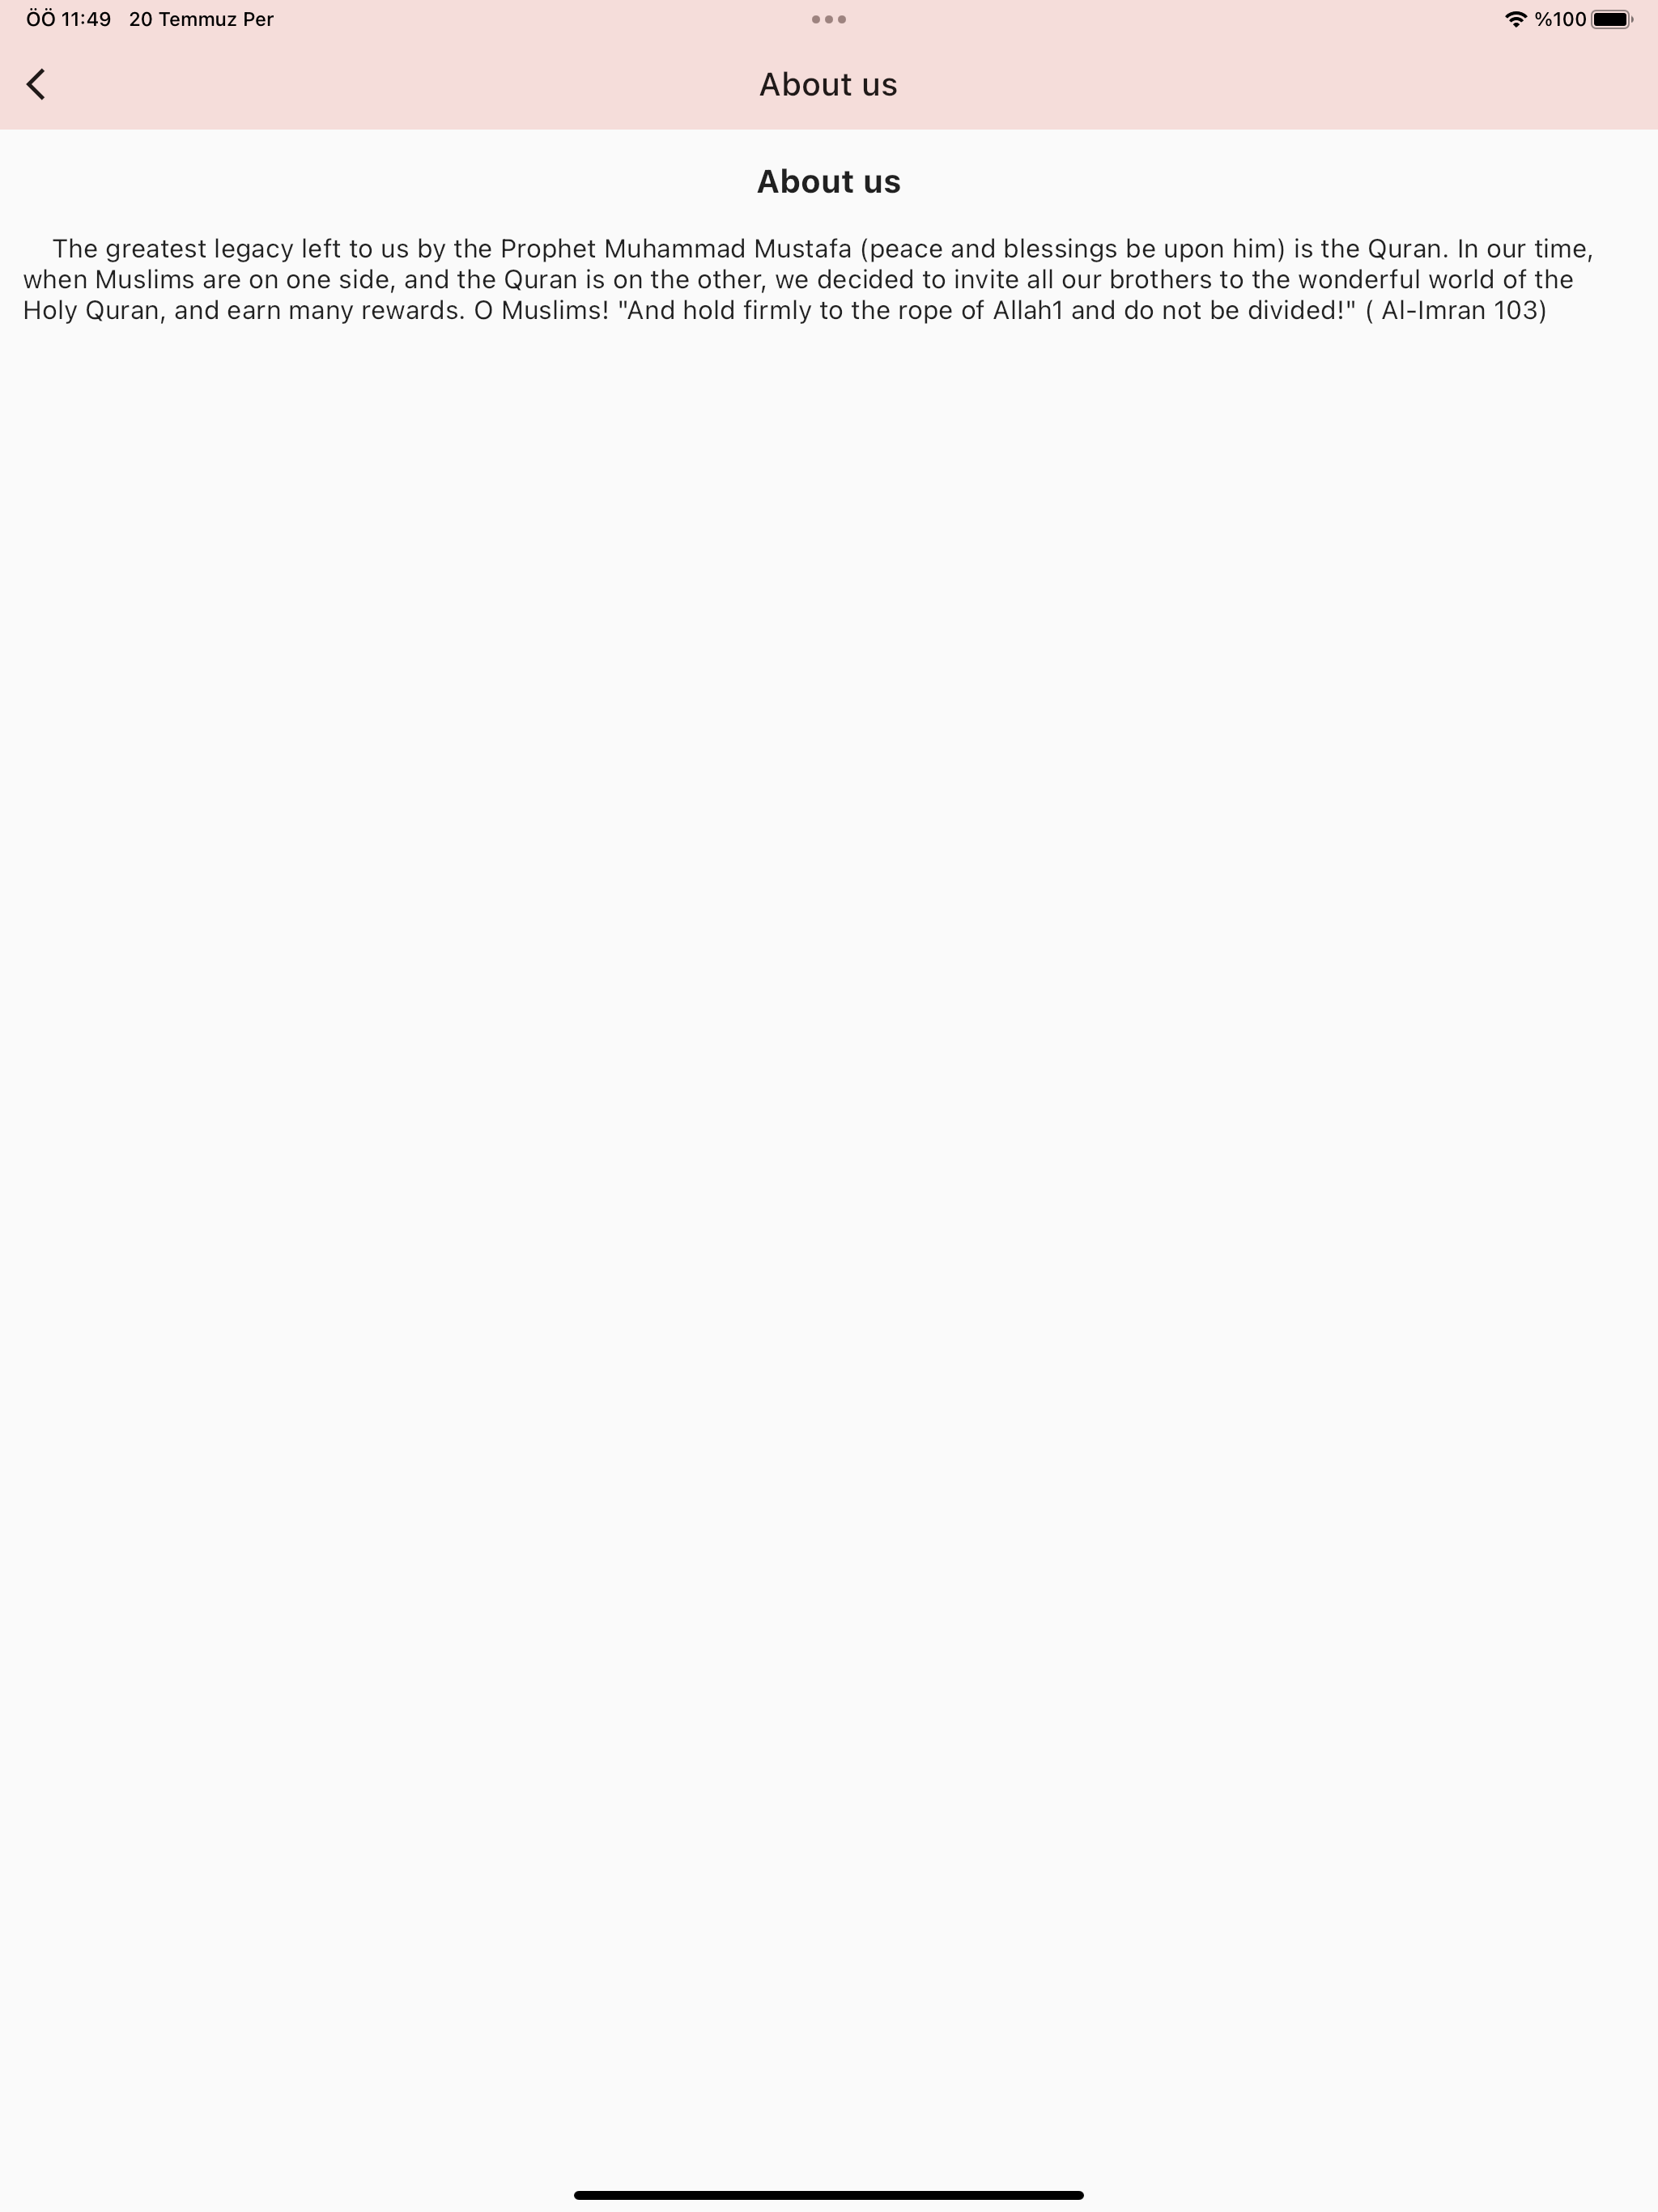 ÖÖ 11:49 20 Temmuz Per %100
About us
About us
The greatest legacy left to us by the Prophet Muhammad Mustafa (peace and blessings be upon him) is the Quran. In our time,
when Muslims are on one side, and the Quran is on the other, we decided to invite all our brothers to the wonderful world of the
Holy Quran, and earn many rewards. O Muslims! "And hold firmly to the rope of Allah1 and do not be divided!" ( Al-Imran 103)